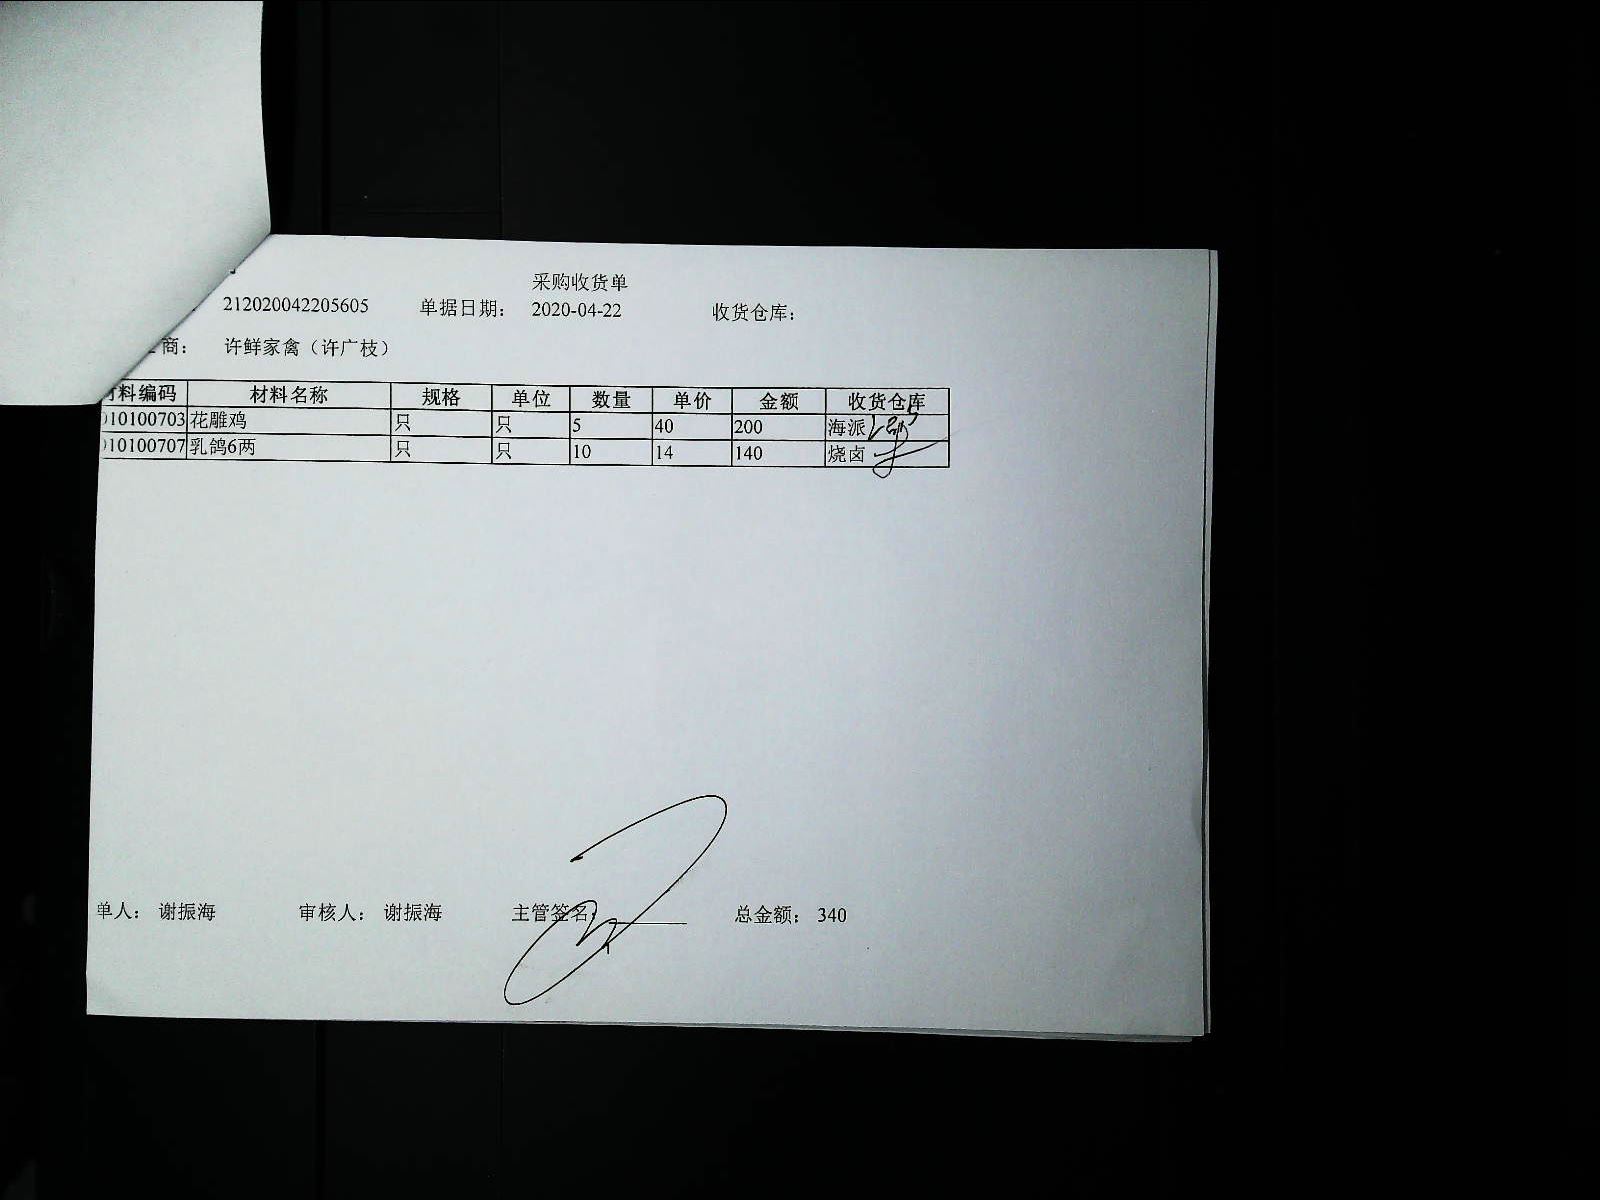 采购收货单
212020042205605 单据日期： 2020-04-22 收货仓库：
商： 许鲜家禽（许广枝）
料编码 材料名称 规格 单位 数量 单价 金额 收货仓库
10100703 花雕鸡 只 只 5 40 200 海派
10100707 乳鸽6两 只 只 10 14 140 烧卤
单人： 谢振海 审核人： 谢振海 主管签名： 总金额： 340